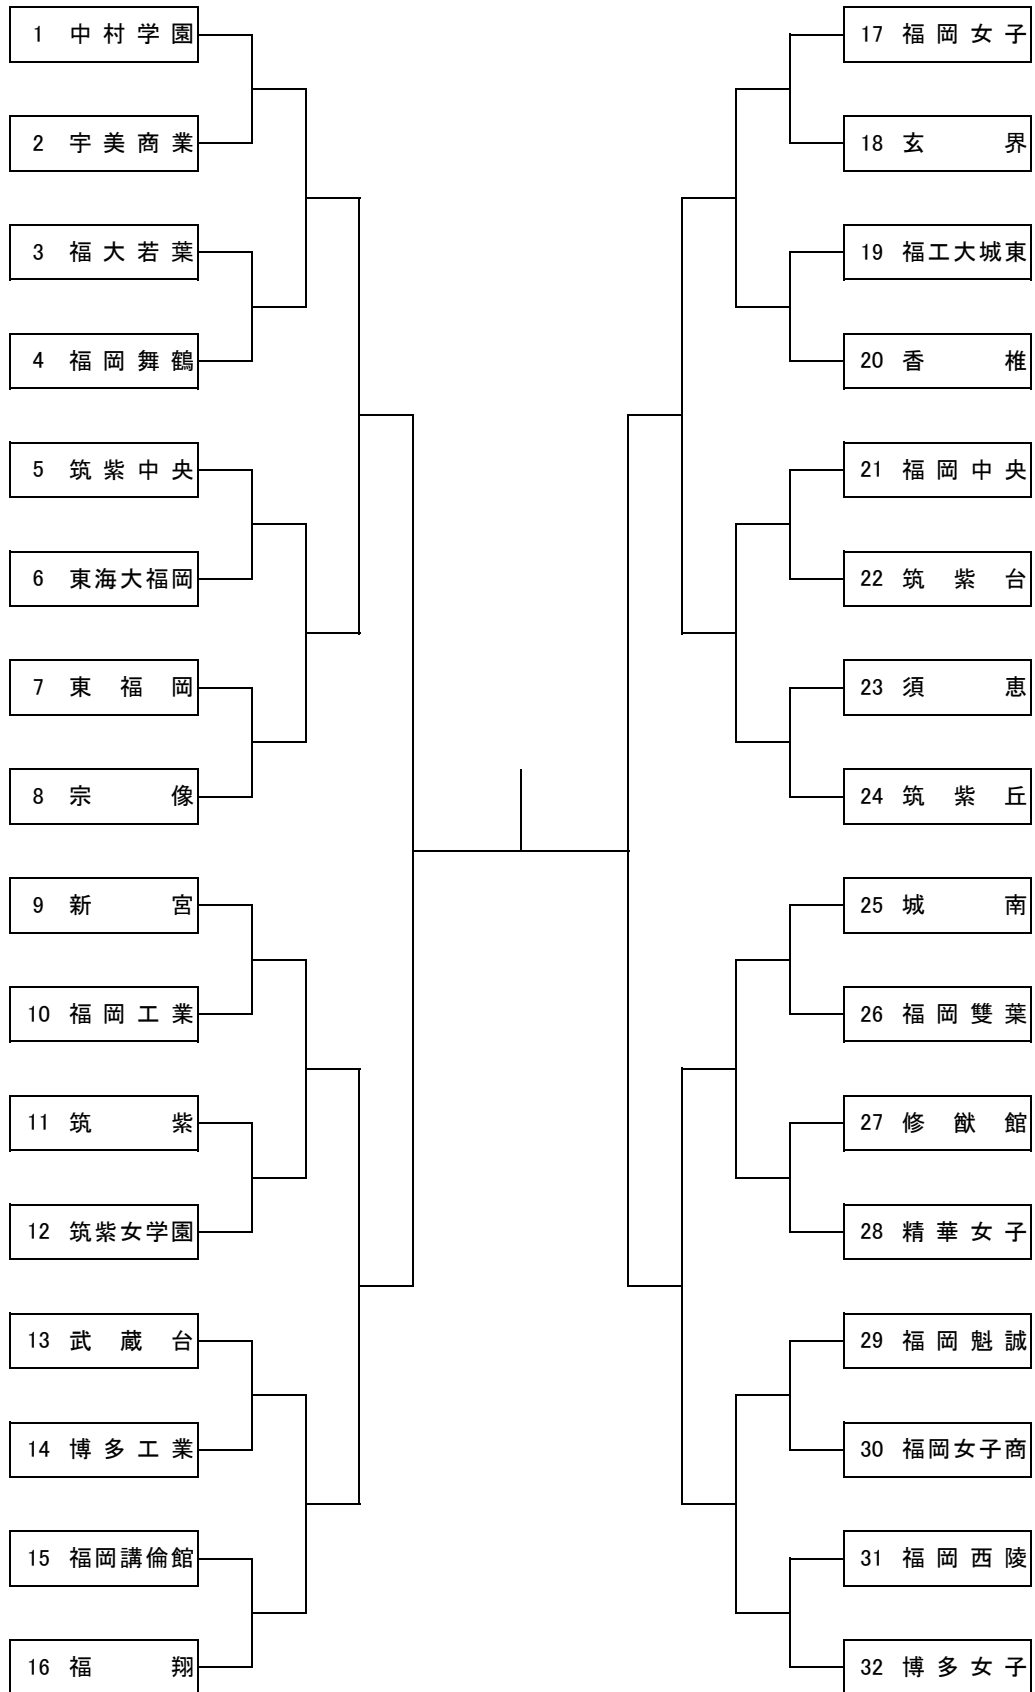 1 中村学園
2 宇美商業
3 福大若葉
4 福岡舞鶴
5 筑紫中央
6 東海大福岡
7 東福岡
8 宗像
9 新宮
10 福岡工業
11 筑紫
12 筑紫女学園
13 武蔵台
14 博多工業
15 福岡講倫館
16 福翔
17 福岡女子
18 玄界
19 福工大城東
20 香椎
21 福岡中央
22 筑紫台
23 須恵
24 筑紫丘
25 城南
26 福岡雙葉
27 修猷館
28 精華女子
29 福岡魁誠
30 福岡女子商
31 福岡西陵
32 博多女子